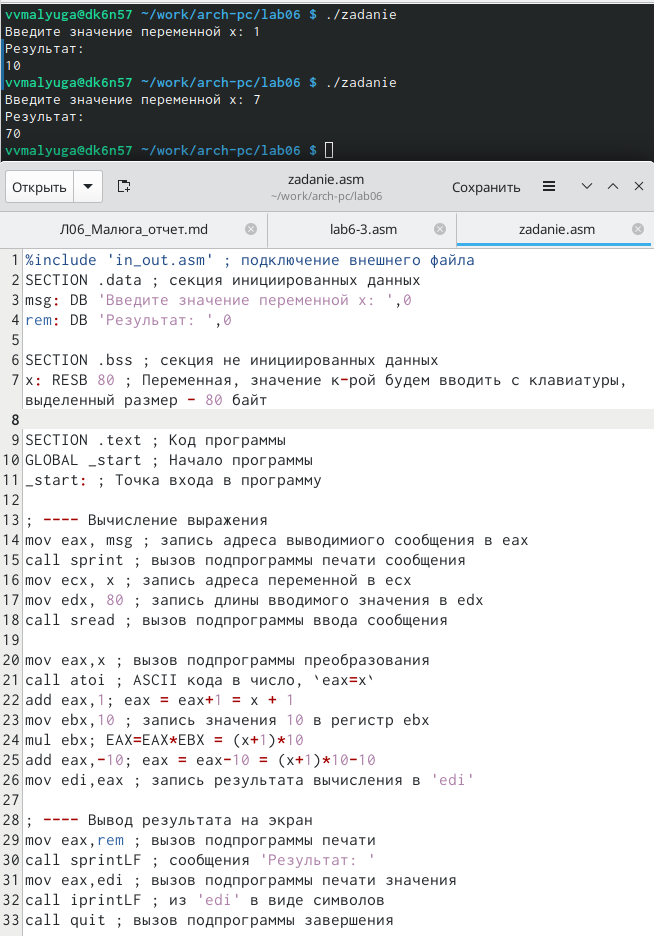 vvmalyuga@dk6n57 ~/work/arch-pc/lab06 $ ./zadanie
Введите значение переменной x: 1
Результат:
10
vvmalyuga@dk6n57 ~/work/arch-pc/lab06 $ ./zadanie
Введите значение переменной x: 7
Результат:
70
vvmalyuga@dk6n57 ~/work/arch-pc/lab06 $
Открыть
zadanie.asm
~/work/arch-pc/lab06
Сохранить
Л06_Малюга_отчет.md
lab6-3.asm
zadanie.asm
1 %include 'in_out.asm' ; подключение внешнего файла
2 SECTION .data ; секция инициированных данных
3 msg: DB 'Введите значение переменной x: ',0
4 rem: DB 'Результат: ',0
5
6 SECTION .bss ; секция не инициированных данных
7 x: RESB 80 ; Переменная, значение к-рой будем вводить с клавиатуры,
выделенный размер - 80 байт
8
9 SECTION .text ; Код программы
10 GLOBAL _start ; Начало программы
11 _start: ; Точка входа в программу
12
13 ; ---- Вычисление выражения
14 mov eax, msg ; запись адреса выводимиого сообщения в eax
15 call sprint ; вызов подпрограммы печати сообщения
16 mov ecx, x ; запись адреса переменной в ecx
17 mov edx, 80 ; запись длины вводимого значения в edx
18 call sread ; вызов подпрограммы ввода сообщения
19
20 mov eax,x ; вызов подпрограммы преобразования
21 call atoi ; ASCII кода в число, `eax=x`
22 add eax,1; eax = eax+1 = x + 1
23 mov ebx,10 ; запись значения 10 в регистр ebx
24 mul ebx; EAX=EAX*EBX = (x+1)*10
25 add eax,-10; eax = eax-10 = (x+1)*10-10
26 mov edi,eax ; запись результата вычисления в 'edi'
27
28 ; ---- Вывод результата на экран
29 mov eax,rem ; вызов подпрограммы печати
30 call sprintLF ; сообщения 'Результат: '
31 mov eax,edi ; вызов подпрограммы печати значения
32 call iprintLF ; из 'edi' в виде символов
33 call quit ; вызов подпрограммы завершения